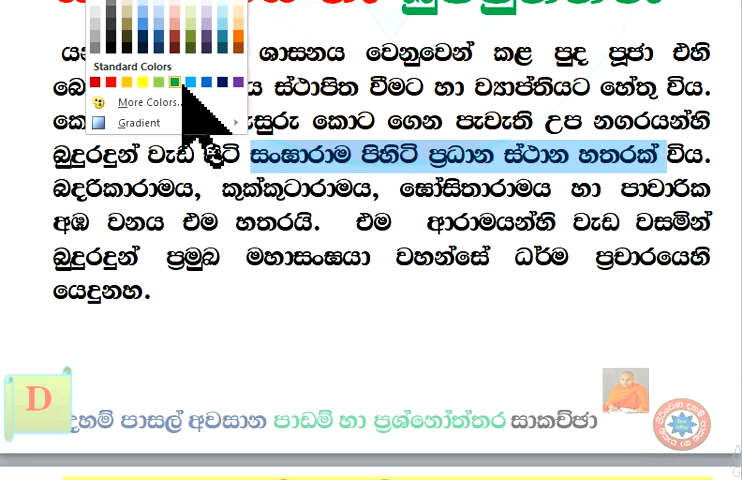 ශාසනය වෙනුවෙන් කළ පුද පූජා එහි
Standard Colors
ස්ථාපිත වීමට හා ව්‍යාප්තියට හේතු විය.
More Colors...
ඇසුරු කොට ගෙන පැවැති උප නගරයන්හි
Gradient
බුදුරදුන් වැඩ සිටි සංඝාරාම පිහිටි ප්‍රධාන ස්ථාන හතරක් විය.
බදරිකාරාමය, කුක්කුටාරාමය, ඝෝසිතාරාමය හා පාවාරික
අඹ වනය එම හතරයි. එම ආරාමයන්හි වැඩ වසමින්
බුදුරදුන් ප්‍රමුඛ මහාසංඝයා වහන්සේ ධර්ම ප්‍රචාරයෙහි
යෙදුනහ.
D
දහම් පාසල් අවසාන පාඩම් හා ප්‍රශ්නෝත්තර සාකච්ඡා